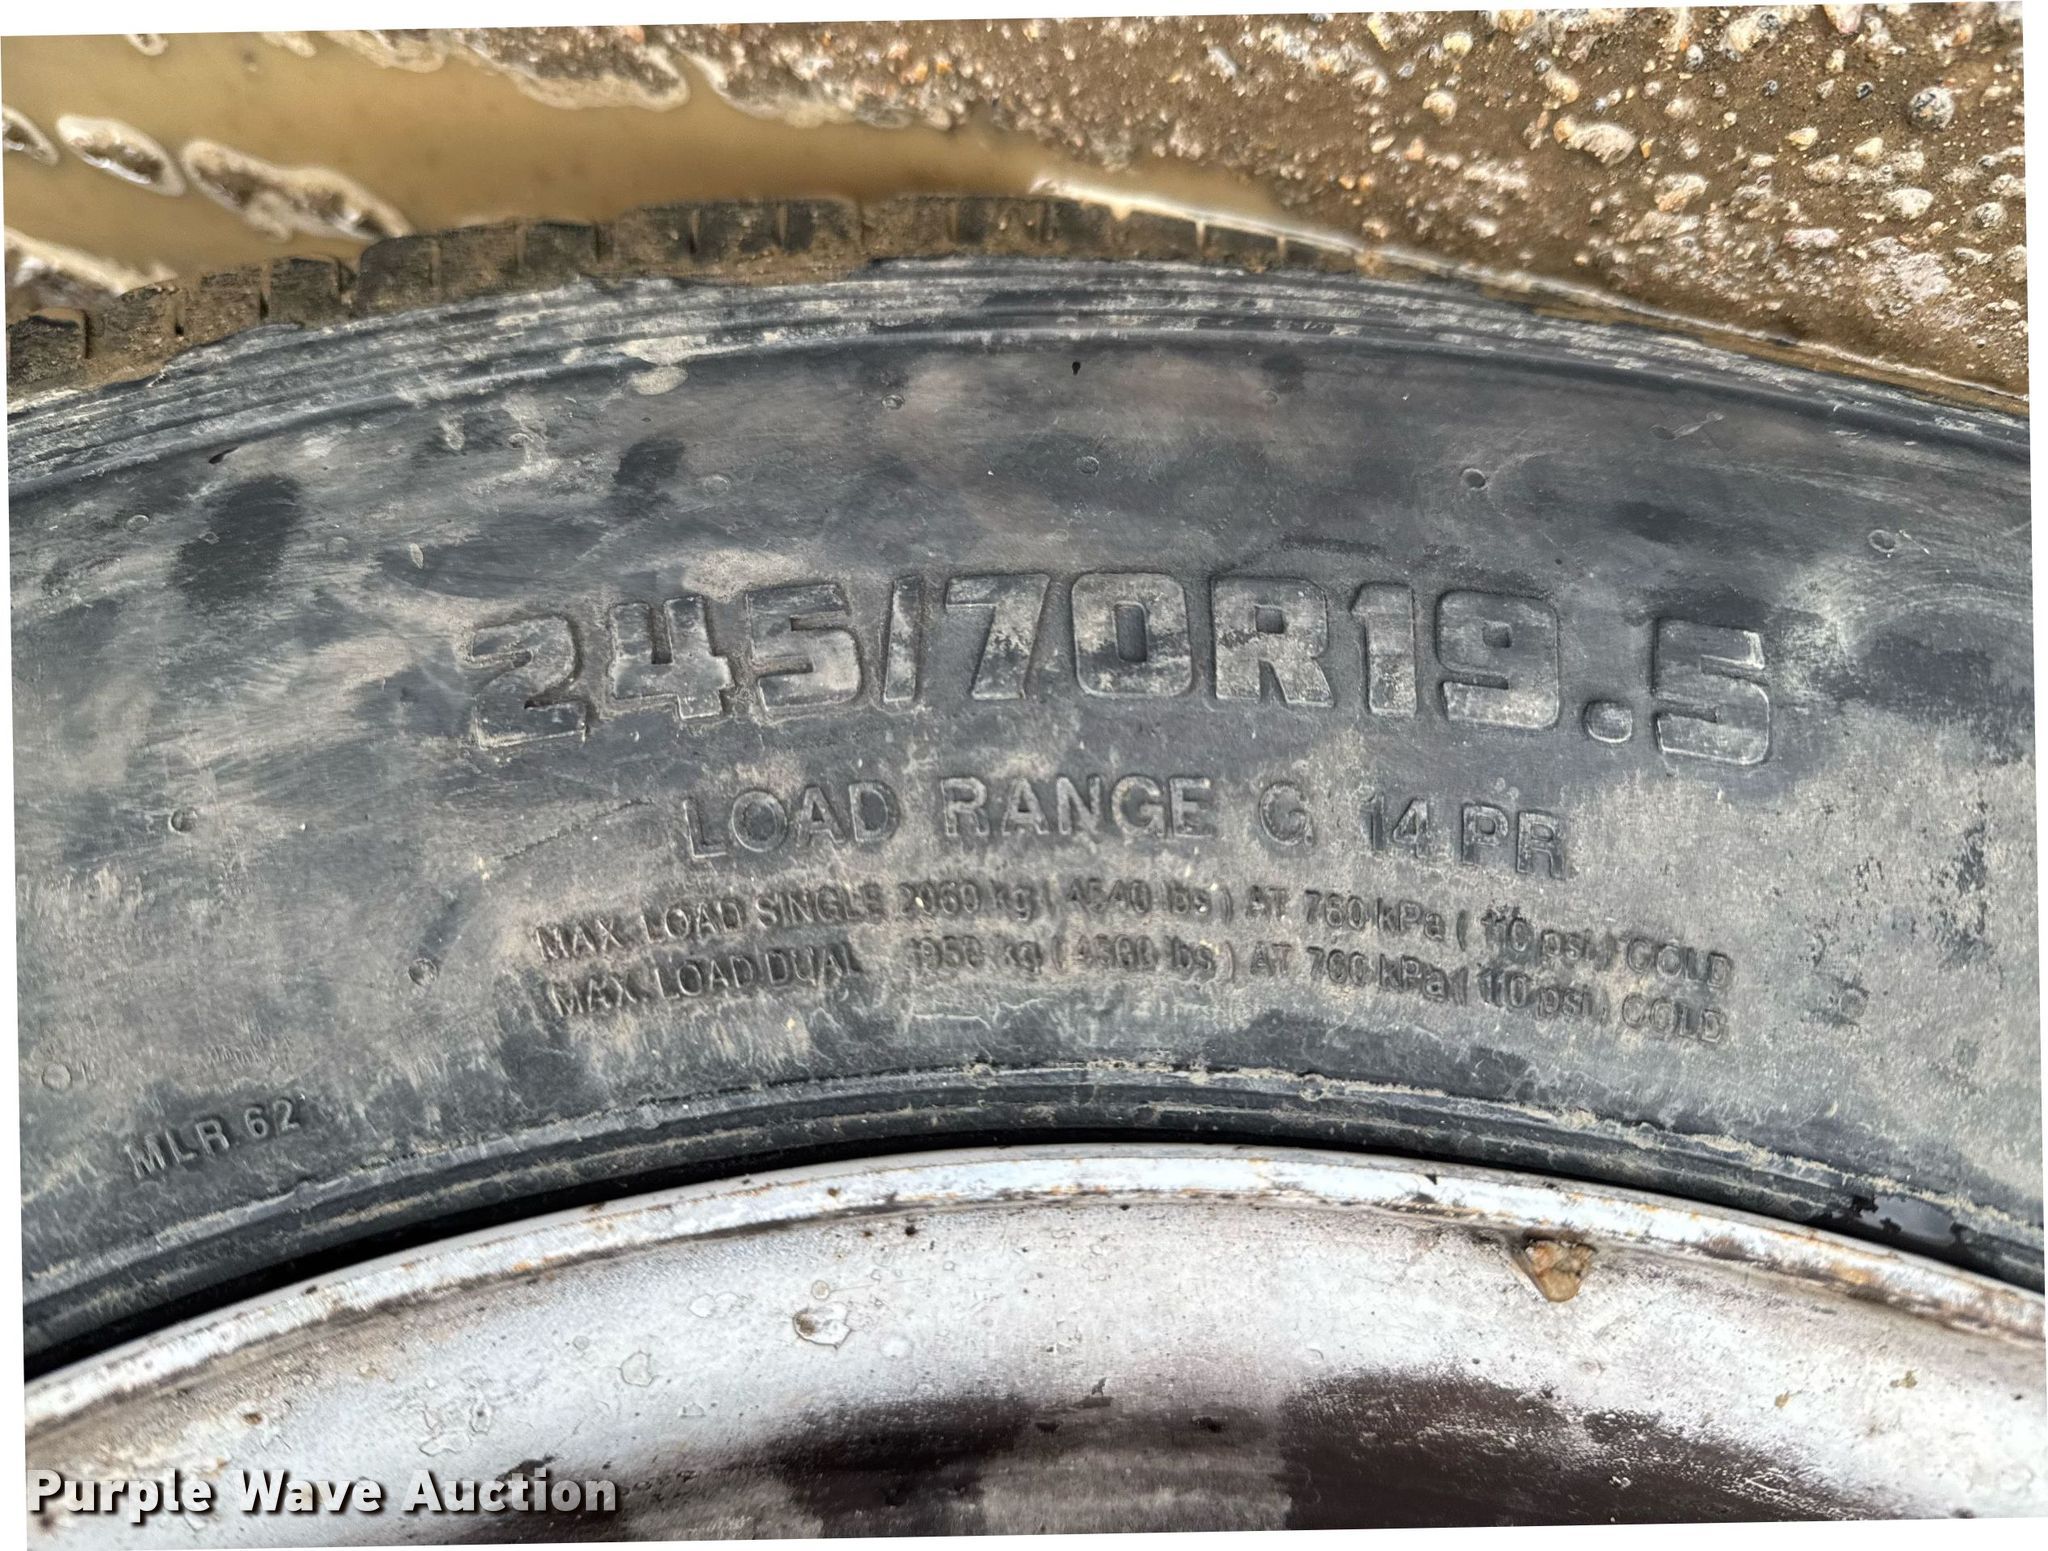 245/70R19.5
LOAD RANGE G 14 PR
MAX. LOAD SINGLE 2060 kg ( 4540 lbs ) AT 760 kPa ( 110 psi.) COLD
MAX. LOAD DUAL 1950 kg ( 4300 lbs ) AT 760 kPa ( 110 psi.) COLD
MLR 62
Purple Wave Auction